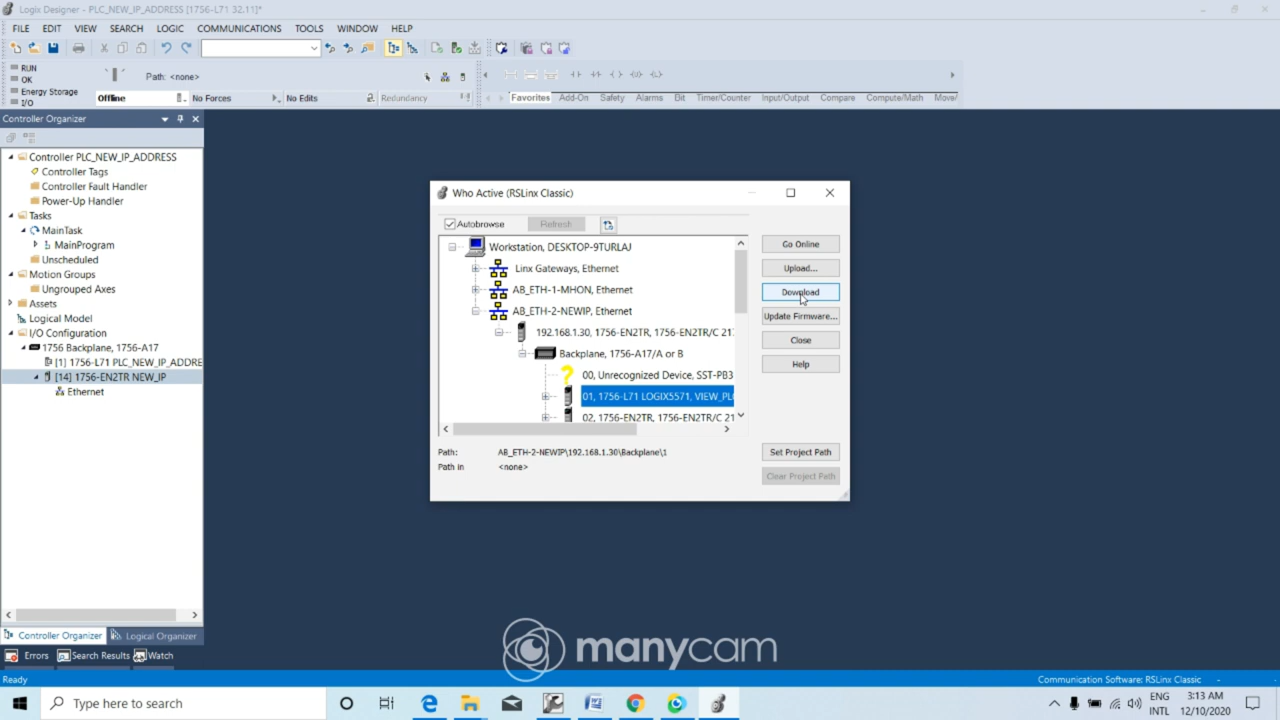 Logix Designer - PLC_NEW_IP_ADDRESS [1756-L71 32.11]*
FILE EDIT VIEW SEARCH LOGIC COMMUNICATIONS TOOLS WINDOW HELP
RUN
OK
Energy Storage
I/O
Path: <none>
Offline No Forces No Edits Redundancy
Favorites Add-On Safety Alarms Bit Timer/Counter Input/Output Compare Compute/Math Move/
Controller Organizer
Controller PLC_NEW_IP_ADDRESS
Controller Tags
Controller Fault Handler
Power-Up Handler
Tasks
MainTask
MainProgram
Unscheduled
Motion Groups
Ungrouped Axes
Assets
Logical Model
I/O Configuration
1756 Backplane, 1756-A17
[1] 1756-L71 PLC_NEW_IP_ADDRE
[14] 1756-EN2TR NEW_IP
Ethernet
Controller Organizer Logical Organizer
Errors Search Results Watch
Ready
Who Active (RSLinx Classic)
Autobrowse Refresh
Workstation, DESKTOP-9TURLAJ
Linx Gateways, Ethernet
AB_ETH-1-MHON, Ethernet
AB_ETH-2-NEWIP, Ethernet
192.168.1.30, 1756-EN2TR, 1756-EN2TR/C 21
Backplane, 1756-A17/A or B
00, Unrecognized Device, SST-PB3
01, 1756-L71 LOGIX5571, VIEW_PL
02, 1756-EN2TR, 1756-EN2TR/C 21
Path: AB_ETH-2-NEWIP\192.168.1.30\Backplane\1
Path in <none>
Go Online
Upload...
Download
Update Firmware...
Close
Help
Set Project Path
Clear Project Path
manycam
Communication Software: RSLinx Classic
Type here to search
ENG
INTL
3:13 AM
12/10/2020